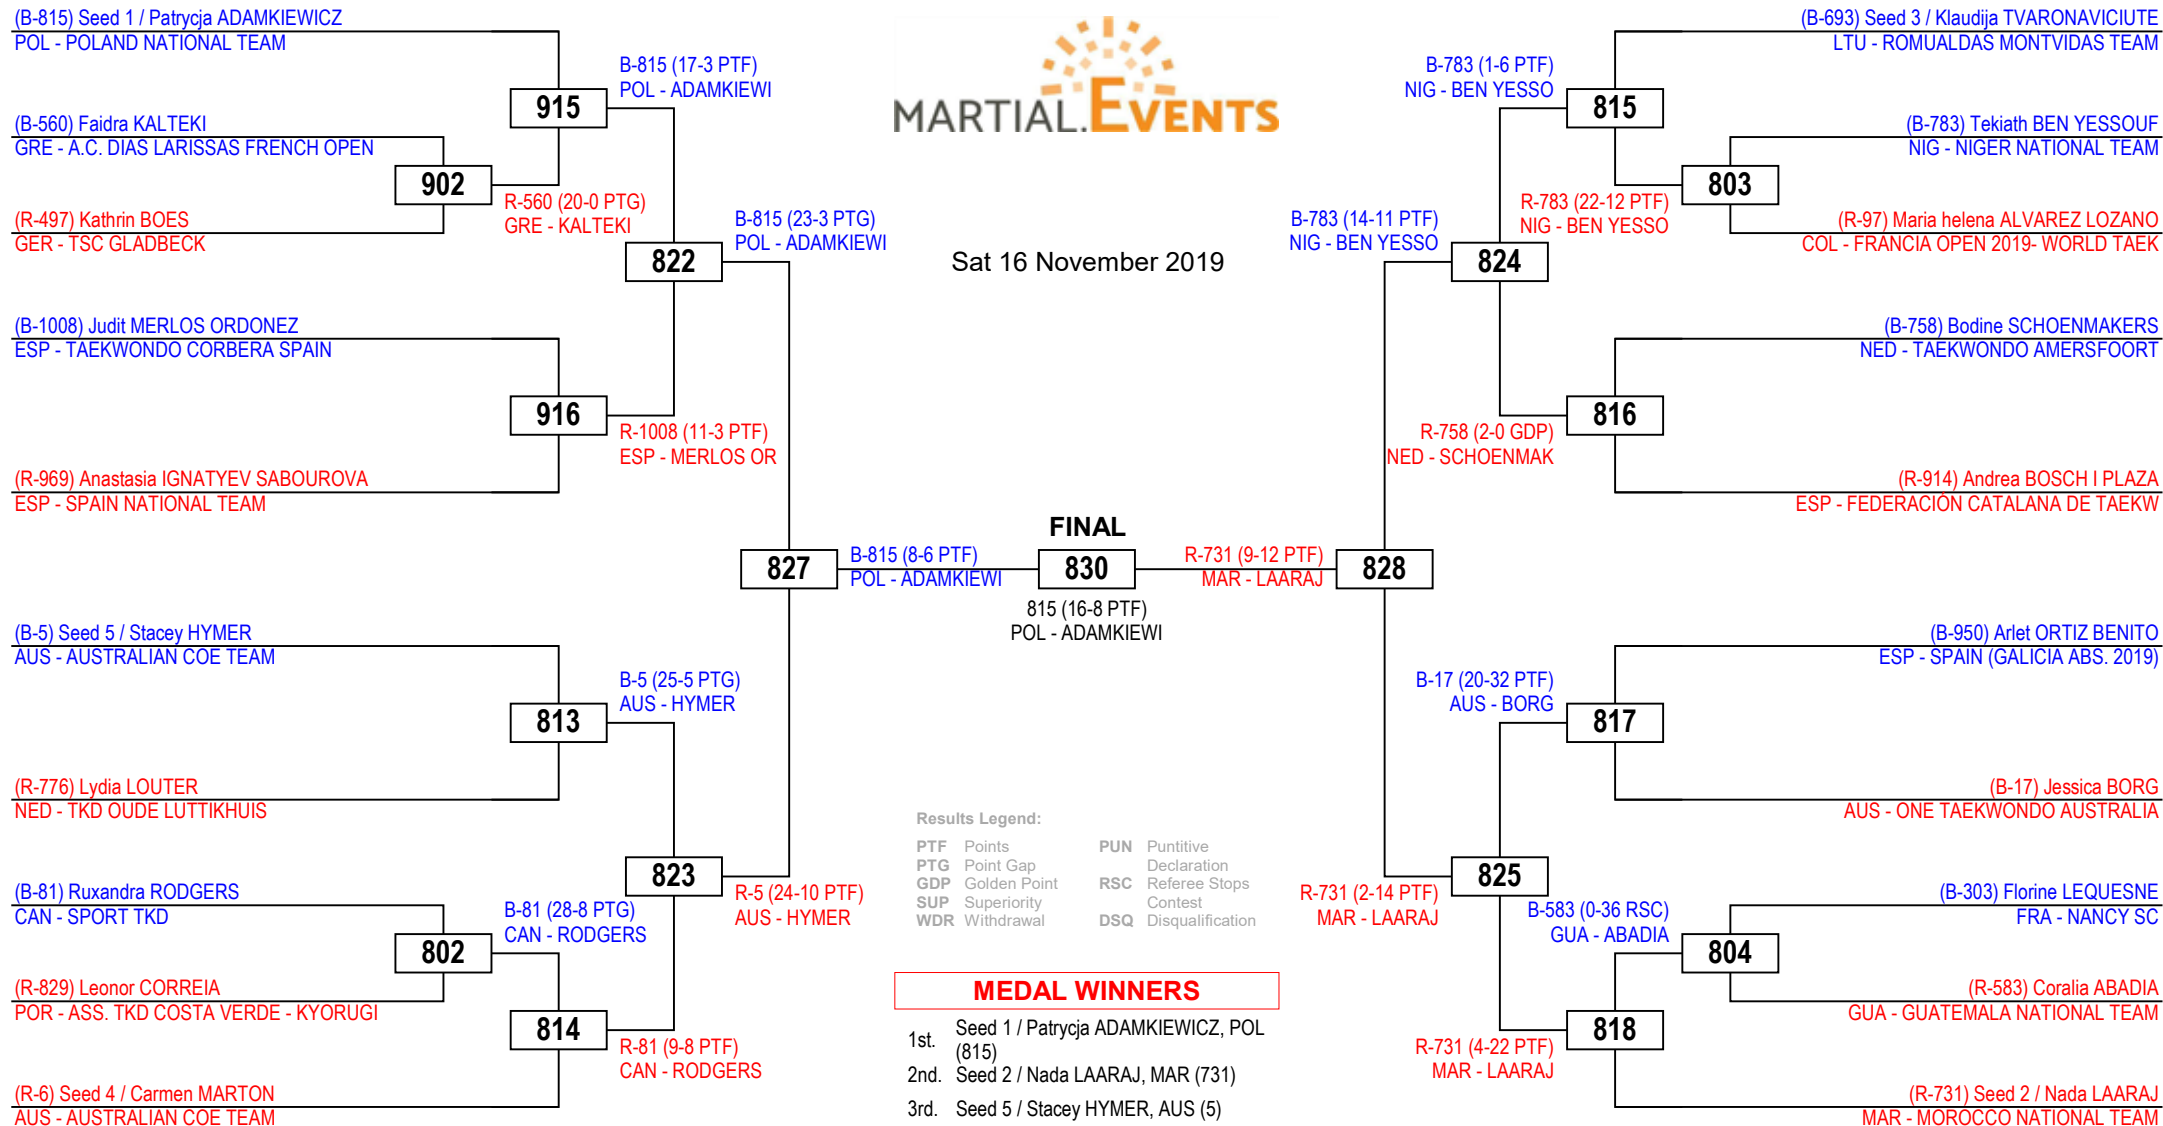 (B-815) Seed 1 / Patrycja ADAMKIEWICZ
POL - POLAND NATIONAL TEAM
(B-560) Faidra KALTEKI
GRE - A.C. DIAS LARISSAS FRENCH OPEN
(R-497) Kathrin BOES
GER - TSC GLADBECK
(B-1008) Judit MERLOS ORDONEZ
ESP - TAEKWONDO CORBERA SPAIN
(R-969) Anastasia IGNATYEV SABOUROVA
ESP - SPAIN NATIONAL TEAM
(B-5) Seed 5 / Stacey HYMER
AUS - AUSTRALIAN COE TEAM
(R-776) Lydia LOUTER
NED - TKD OUDE LUTTIKHUIS
(B-81) Ruxandra RODGERS
CAN - SPORT TKD
(R-829) Leonor CORREIA
POR - ASS. TKD COSTA VERDE - KYORUGI
(R-6) Seed 4 / Carmen MARTON
AUS - AUSTRALIAN COE TEAM
902
R-560 (20-0 PTG)
GRE - KALTEKI
802
B-81 (28-8 PTG)
CAN - RODGERS
915
B-815 (17-3 PTF)
POL - ADAMKIEWI
916
R-1008 (11-3 PTF)
ESP - MERLOS OR
813
B-5 (25-5 PTG)
AUS - HYMER
814
R-81 (9-8 PTF)
CAN - RODGERS
822
B-815 (23-3 PTG)
POL - ADAMKIEWI
823
R-5 (24-10 PTF)
AUS - HYMER
827
B-815 (8-6 PTF)
POL - ADAMKIEWI
MARTIAL.EVENTS
Sat 16 November 2019
FINAL
830
815 (16-8 PTF)
POL - ADAMKIEWI
Results Legend:
PTF Points
PTG Point Gap
GDP Golden Point
SUP Superiority
WDR Withdrawal
PUN Puntitive
Declaration
RSC Referee Stops
Contest
DSQ Disqualification
MEDAL WINNERS
1st. Seed 1 / Patrycja ADAMKIEWICZ, POL
(815)
2nd. Seed 2 / Nada LAARAJ, MAR (731)
3rd. Seed 5 / Stacey HYMER, AUS (5)
R-731 (9-12 PTF)
MAR - LAARAJ
828
B-783 (14-11 PTF)
NIG - BEN YESSO
824
R-731 (2-14 PTF)
MAR - LAARAJ
825
B-783 (1-6 PTF)
NIG - BEN YESSO
815
R-758 (2-0 GDP)
NED - SCHOENMAK
816
B-17 (20-32 PTF)
AUS - BORG
817
R-731 (4-22 PTF)
MAR - LAARAJ
818
R-783 (22-12 PTF)
NIG - BEN YESSO
803
B-583 (0-36 RSC)
GUA - ABADIA
804
(B-693) Seed 3 / Klaudija TVARONAVICIUTE
LTU - ROMUALDAS MONTVIDAS TEAM
(B-783) Tekiath BEN YESSOUF
NIG - NIGER NATIONAL TEAM
(R-97) Maria helena ALVAREZ LOZANO
COL - FRANCIA OPEN 2019- WORLD TAEK
(B-758) Bodine SCHOENMAKERS
NED - TAEKWONDO AMERSFOORT
(R-914) Andrea BOSCH I PLAZA
ESP - FEDERACIÓN CATALANA DE TAEKW
(B-950) Arlet ORTIZ BENITO
ESP - SPAIN (GALICIA ABS. 2019)
(B-17) Jessica BORG
AUS - ONE TAEKWONDO AUSTRALIA
(B-303) Florine LEQUESNE
FRA - NANCY SC
(R-583) Coralia ABADIA
GUA - GUATEMALA NATIONAL TEAM
(R-731) Seed 2 / Nada LAARAJ
MAR - MOROCCO NATIONAL TEAM